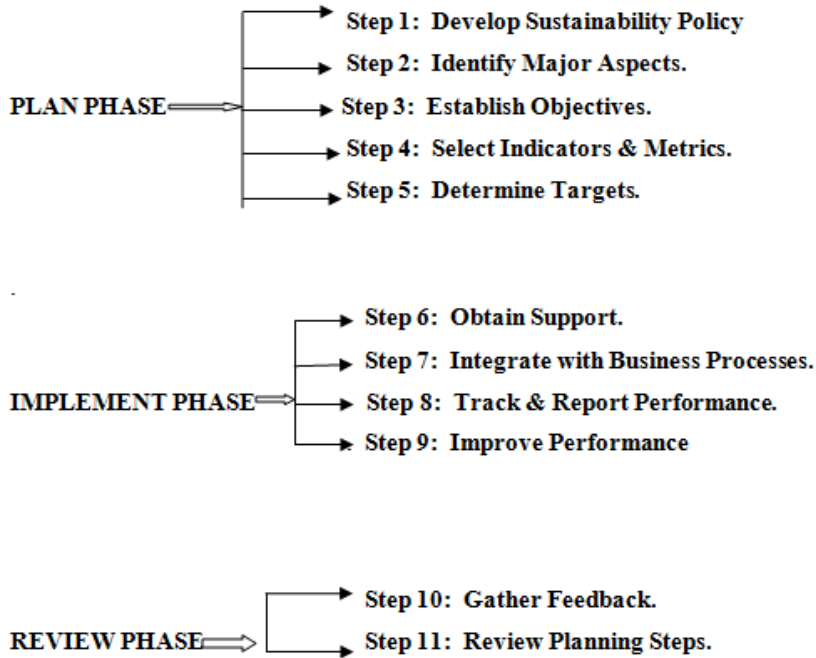 Step 1: Develop Sustainability Policy
Step 2: Identify Major Aspects.
PLAN PHASE
Step 3: Establish Objectives.
Step 4: Select Indicators & Metrics.
Step 5: Determine Targets.
Step 6: Obtain Support.
Step 7: Integrate with Business Processes.
IMPLEMENT PHASE
Step 8: Track & Report Performance.
Step 9: Improve Performance
Step 10: Gather Feedback.
REVIEW PHASE
Step 11: Review Planning Steps.